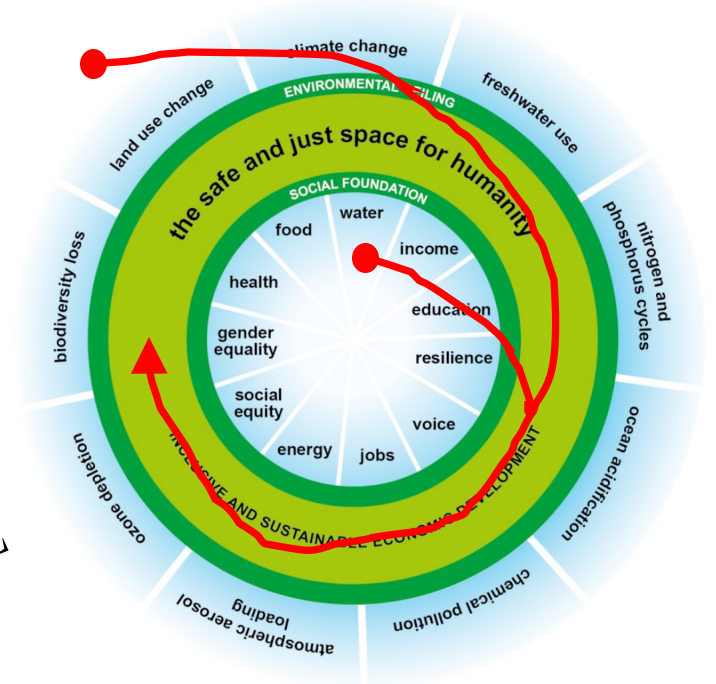 climate change
freshwater use
nitrogen and
phosphorus cycles
ocean acidification
chemical pollution
atmospheric aerosol
loading
ozone depletion
biodiversity loss
land use change
ENVIRONMENTAL CEILING
the safe and just space for humanity
SOCIAL FOUNDATION
water
income
education
resilience
voice
jobs
energy
social
equity
gender
equality
health
food
INCLUSIVE AND SUSTAINABLE ECONOMIC DEVELOPMENT